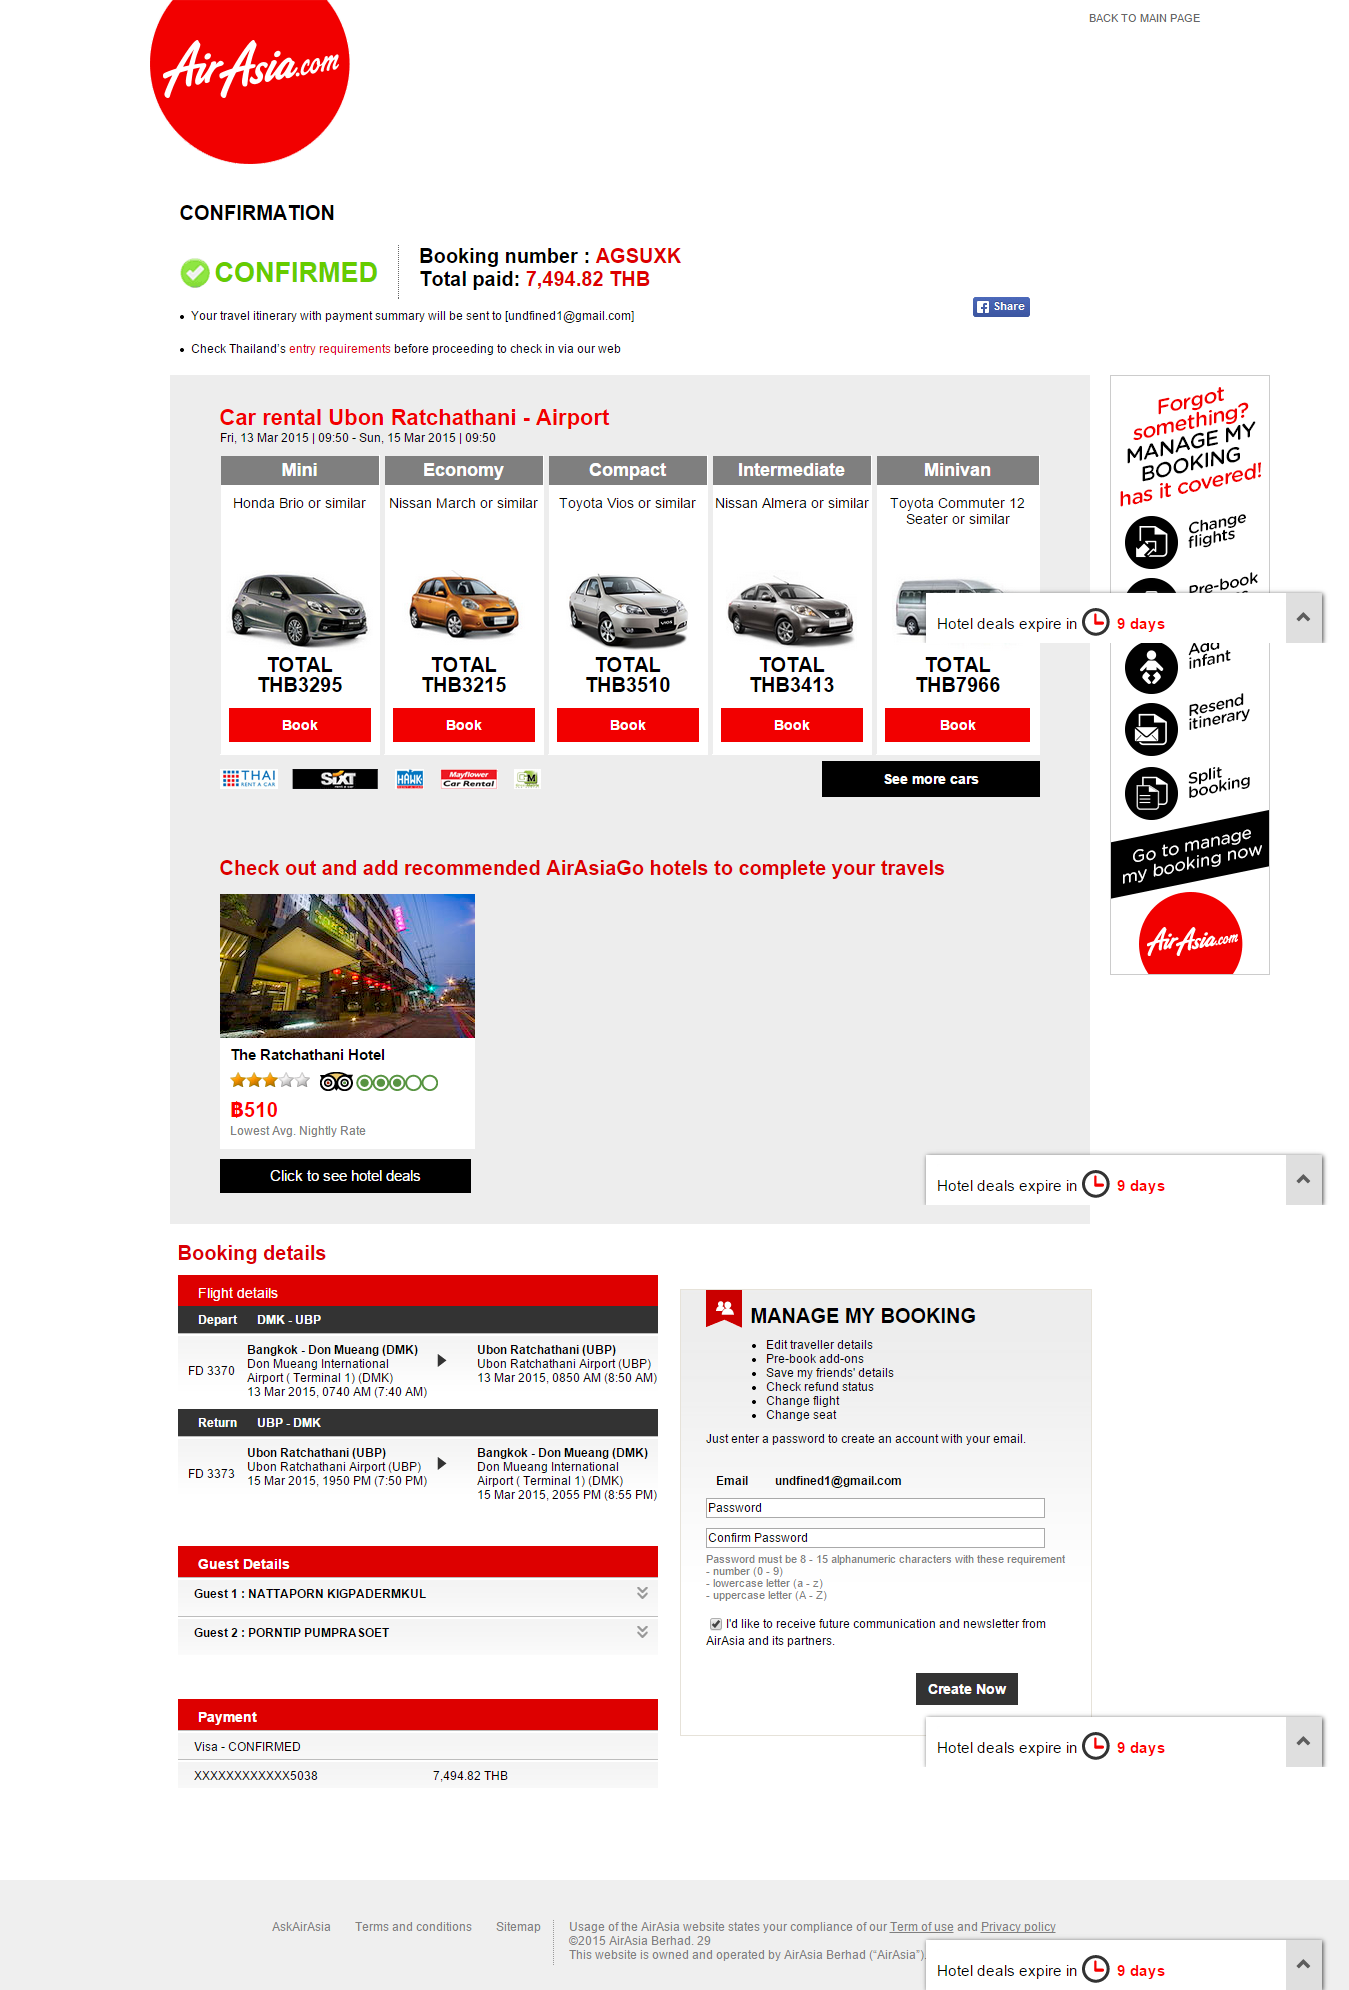 BACK TO MAIN PAGE
AirAsia.com
CONFIRMATION
CONFIRMED
Booking number : AGSUXK
Total paid: 7,494.82 THB
Your travel itinerary with payment summary will be sent to [undfined1@gmail.com]
Share
Check Thailand's entry requirements before proceeding to check in via our web
Car rental Ubon Ratchathani - Airport
Fri, 13 Mar 2015 | 09:50 - Sun, 15 Mar 2015 | 09:50
Mini
Economy
Compact
Intermediate
Minivan
Honda Brio or similar
Nissan March or similar
Toyota Vios or similar
Nissan Almera or similar
Toyota Commuter 12
Seater or similar
TOTAL
THB3295
TOTAL
THB3215
TOTAL
THB3510
TOTAL
THB3413
TOTAL
THB7966
Book
Book
Book
Book
Book
THAI
RENT A CAR
SiXT
HAWK
Mayflower
Car Rental
See more cars
Forgot
something?
MANAGE MY
BOOKING
has it covered!
Change
flights
Pre-book
Hotel deals expire in 9 days
Add
infant
Resend
itinerary
Split
booking
Go to manage
my booking now
AirAsia.com
Check out and add recommended AirAsiaGo hotels to complete your travels
The Ratchathani Hotel
฿510
Lowest Avg. Nightly Rate
Click to see hotel deals
Hotel deals expire in 9 days
Booking details
Flight details
Depart DMK - UBP
FD 3370
Bangkok - Don Mueang (DMK)
Don Mueang International
Airport ( Terminal 1) (DMK)
13 Mar 2015, 0740 AM (7:40 AM)
Ubon Ratchathani (UBP)
Ubon Ratchathani Airport (UBP)
13 Mar 2015, 0850 AM (8:50 AM)
Return UBP - DMK
FD 3373
Ubon Ratchathani (UBP)
Ubon Ratchathani Airport (UBP)
15 Mar 2015, 1950 PM (7:50 PM)
Bangkok - Don Mueang (DMK)
Don Mueang International
Airport ( Terminal 1) (DMK)
15 Mar 2015, 2055 PM (8:55 PM)
Guest Details
Guest 1 : NATTAPORN KIGPADERMKUL
Guest 2 : PORNTIP PUMPRASOET
Payment
Visa - CONFIRMED
XXXXXXXXXXXX5038 7,494.82 THB
MANAGE MY BOOKING
Edit traveller details
Pre-book add-ons
Save my friends' details
Check refund status
Change flight
Change seat
Just enter a password to create an account with your email.
Email undfined1@gmail.com
Password
Confirm Password
Password must be 8 - 15 alphanumeric characters with these requirement
- number (0 - 9)
- lowercase letter (a - z)
- uppercase letter (A - Z)
I'd like to receive future communication and newsletter from
AirAsia and its partners.
Create Now
Hotel deals expire in 9 days
AskAirAsia Terms and conditions Sitemap
Usage of the AirAsia website states your compliance of our Term of use and Privacy policy
©2015 AirAsia Berhad. 29
This website is owned and operated by AirAsia Berhad (“AirAsia”).
Hotel deals expire in 9 days